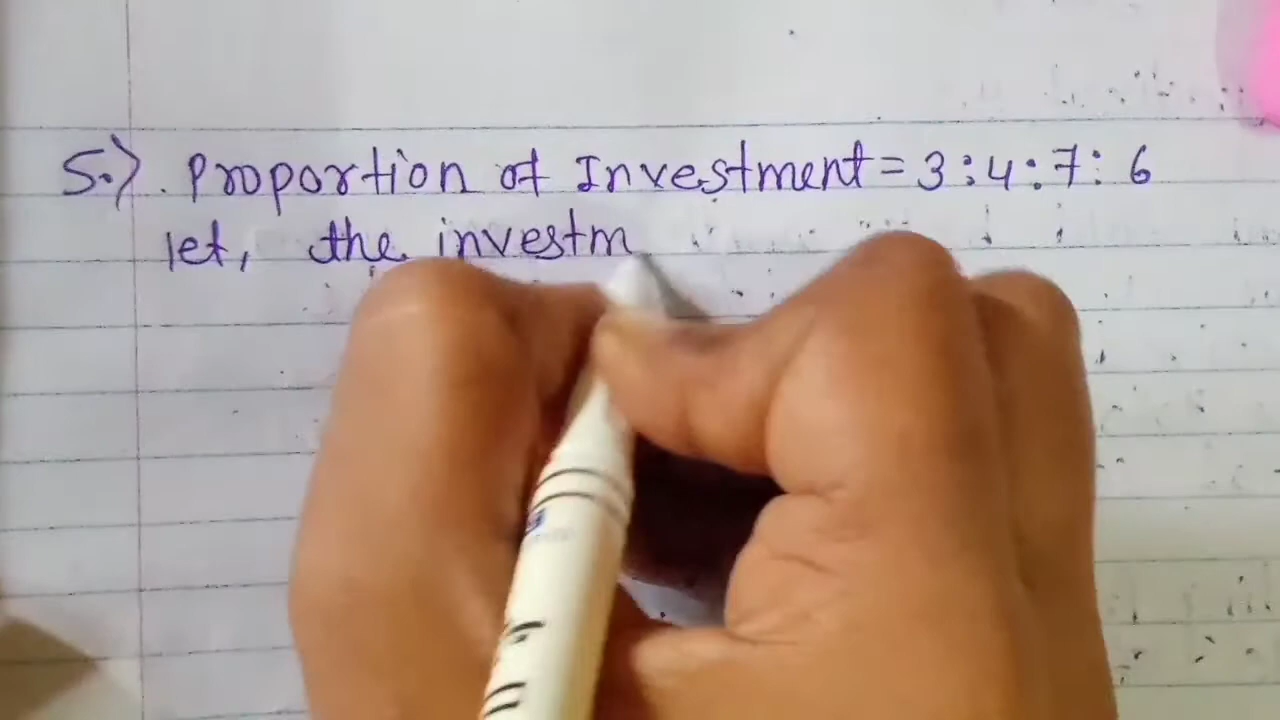 5.) Proportion of Investment = 3:4:7:6
let, the investm